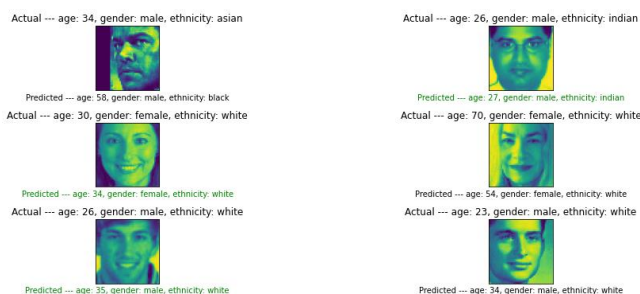 Actual --- age: 34, gender: male, ethnicity: asian
Actual --- age: 26, gender: male, ethnicity: indian
Predicted --- age: 58, gender: male, ethnicity: black
Predicted --- age: 27, gender: male, ethnicity: indian
Actual --- age: 30, gender: female, ethnicity: white
Actual --- age: 70, gender: female, ethnicity: white
Predicted --- age: 34, gender: female, ethnicity: white
Predicted --- age: 54, gender: female, ethnicity: white
Actual --- age: 26, gender: male, ethnicity: white
Actual --- age: 23, gender: male, ethnicity: white
Predicted --- age: 35, gender: male, ethnicity: white
Predicted --- age: 34, gender: male, ethnicity: white